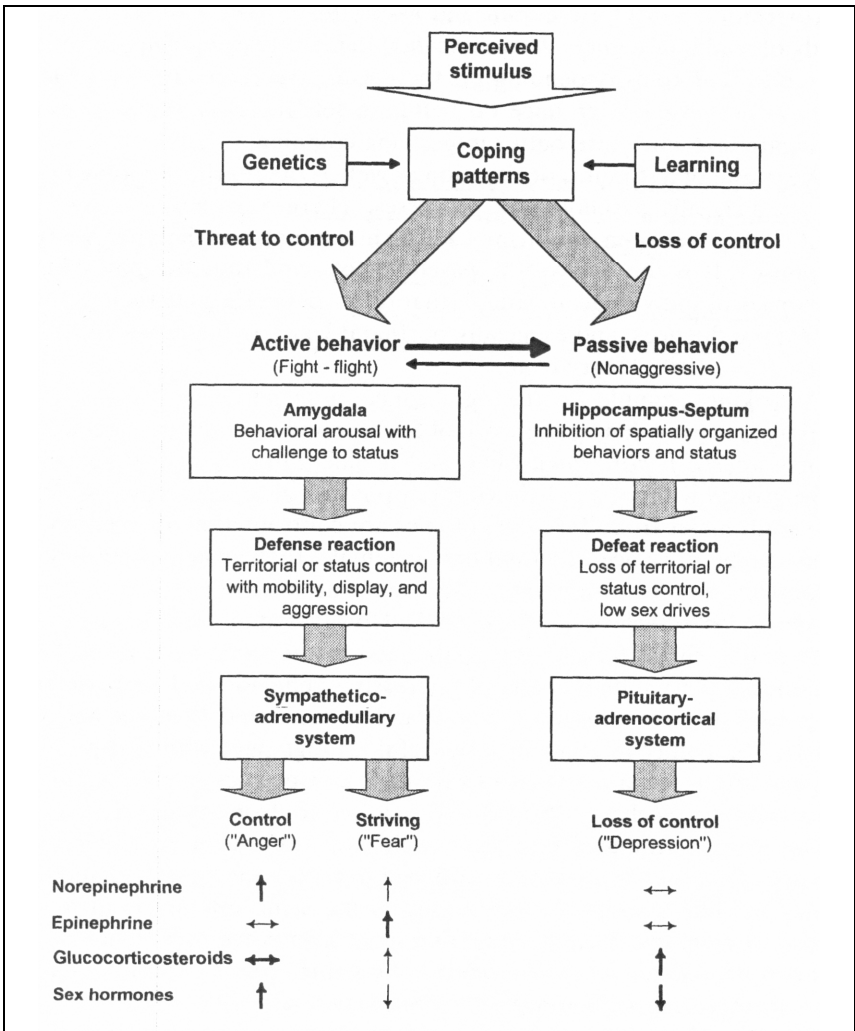 Perceived
stimulus
Genetics
Coping
patterns
Learning
Threat to control
Loss of control
Active behavior
(Fight - flight)
Passive behavior
(Nonaggressive)
Amygdala
Behavioral arousal with
challenge to status
Hippocampus-Septum
Inhibition of spatially organized
behaviors and status
Defense reaction
Territorial or status control
with mobility, display, and
aggression
Defeat reaction
Loss of territorial or
status control,
low sex drives
Sympathetico-
adrenomedullary
system
Pituitary-
adrenocortical
system
Control
("Anger")
Striving
("Fear")
Loss of control
("Depression")
Norepinephrine ↑ ↑ ↔
Epinephrine ↔ ↑ ↔
Glucocorticosteroids ↔ ↑ ↑
Sex hormones ↑ ↓ ↓